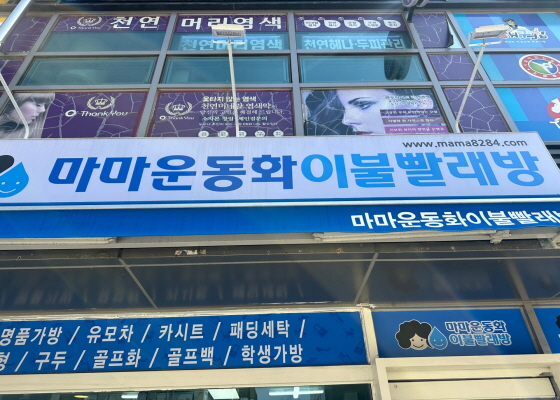 천연 머리염색
Thank You
천연머리염색
천연헤나·두피관리
Thank You
Thank You
www.mama8284.com
마마운동화이불빨래방
마마운동화이불빨래
명품가방 / 유모차 / 카시트 / 패딩세탁 /
형 / 구두 / 골프화 / 골프백 / 학생가방
마마운동화
이불빨래방